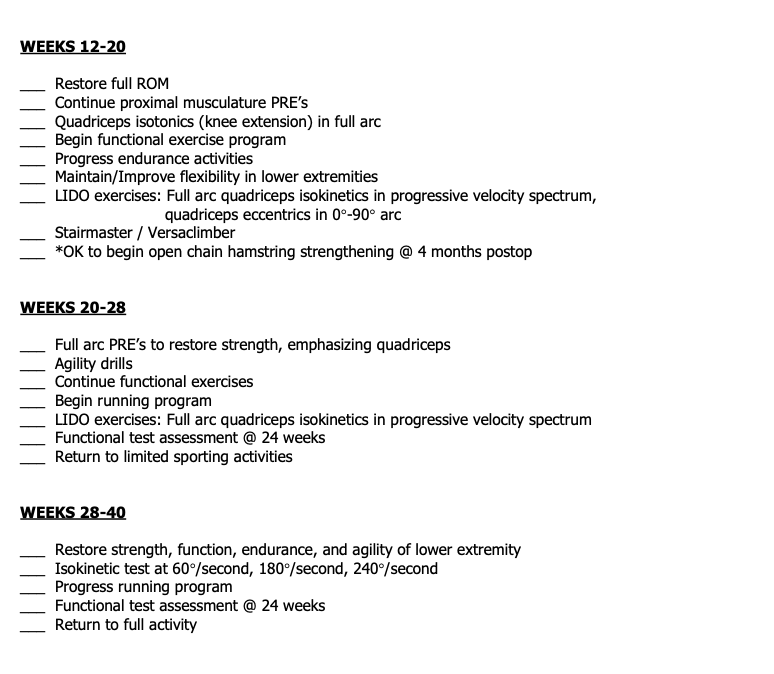 WEEKS 12-20
___ Restore full ROM
___ Continue proximal musculature PRE's
___ Quadriceps isotonics (knee extension) in full arc
___ Begin functional exercise program
___ Progress endurance activities
___ Maintain/Improve flexibility in lower extremities
___ LIDO exercises: Full arc quadriceps isokinetics in progressive velocity spectrum,
quadriceps eccentrics in 0°-90° arc
___ Stairmaster / Versaclimber
___ *OK to begin open chain hamstring strengthening @ 4 months postop
WEEKS 20-28
___ Full arc PRE's to restore strength, emphasizing quadriceps
___ Agility drills
___ Continue functional exercises
___ Begin running program
___ LIDO exercises: Full arc quadriceps isokinetics in progressive velocity spectrum
___ Functional test assessment @ 24 weeks
___ Return to limited sporting activities
WEEKS 28-40
___ Restore strength, function, endurance, and agility of lower extremity
___ Isokinetic test at 60°/second, 180°/second, 240°/second
___ Progress running program
___ Functional test assessment @ 24 weeks
___ Return to full activity